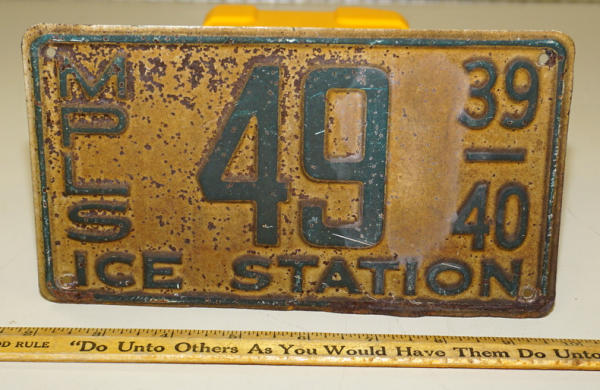 MPLS
49
39
40
ICE STATION
OD RULE "Do Unto Others As You Would Have Them Do Unto